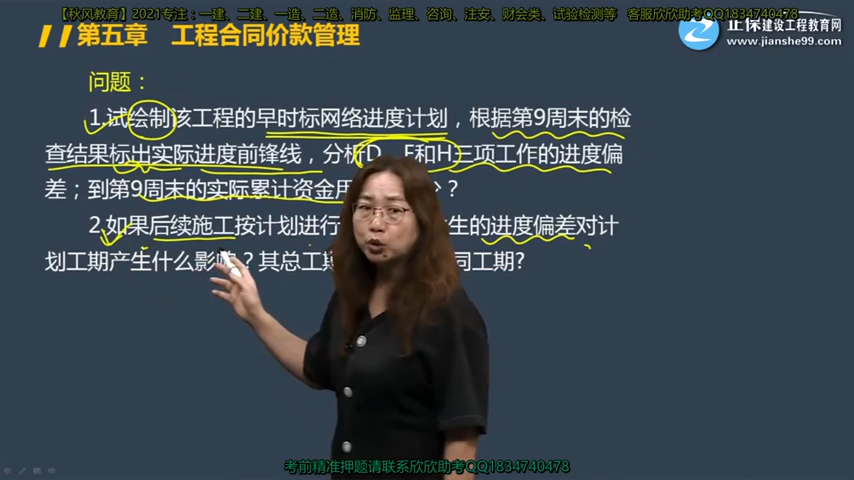 【秋风教育】2021专注：一建、二建、一造、二造、消防、监理、咨询、注安、财会类、试验检测等 客服欣欣助考QQ1834740478
第五章 工程合同价款管理
正保建设工程教育网
www.jianshe99.com
问题：
1.试绘制该工程的早时标网络进度计划，根据第9周末的检
查结果标出实际进度前锋线，分析D、E和H三项工作的进度偏
差；到第9周末的实际累计资金用 ？
2.如果后续施工按计划进行 生的进度偏差对计
划工期产生什么影响？其总工期 同工期?
考前精准押题请联系欣欣助考QQ1834740478